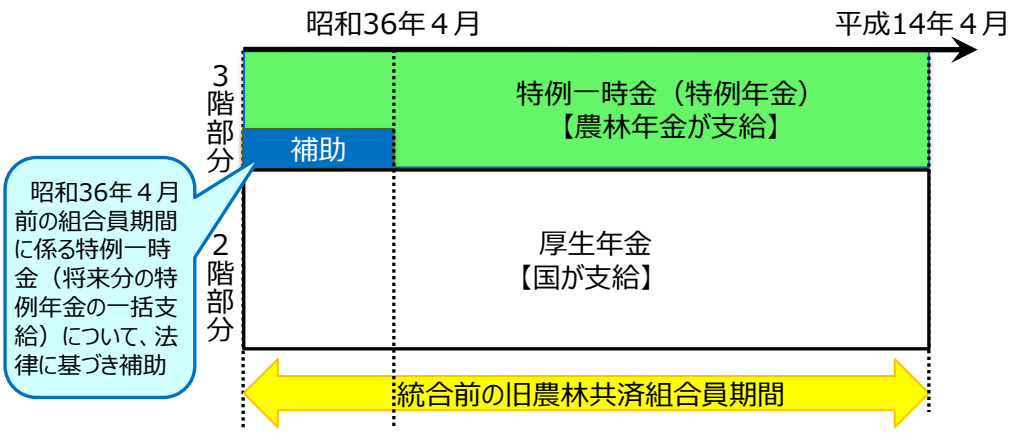 昭和36年４月
平成14年４月
3階部分
特例一時金（特例年金）
【農林年金が支給】
補助
昭和36年４月
前の組合員期間
に係る特例一時
金（将来分の特
例年金の一括支
給）について、法
律に基づき補助
2階部分
厚生年金
【国が支給】
統合前の旧農林共済組合員期間